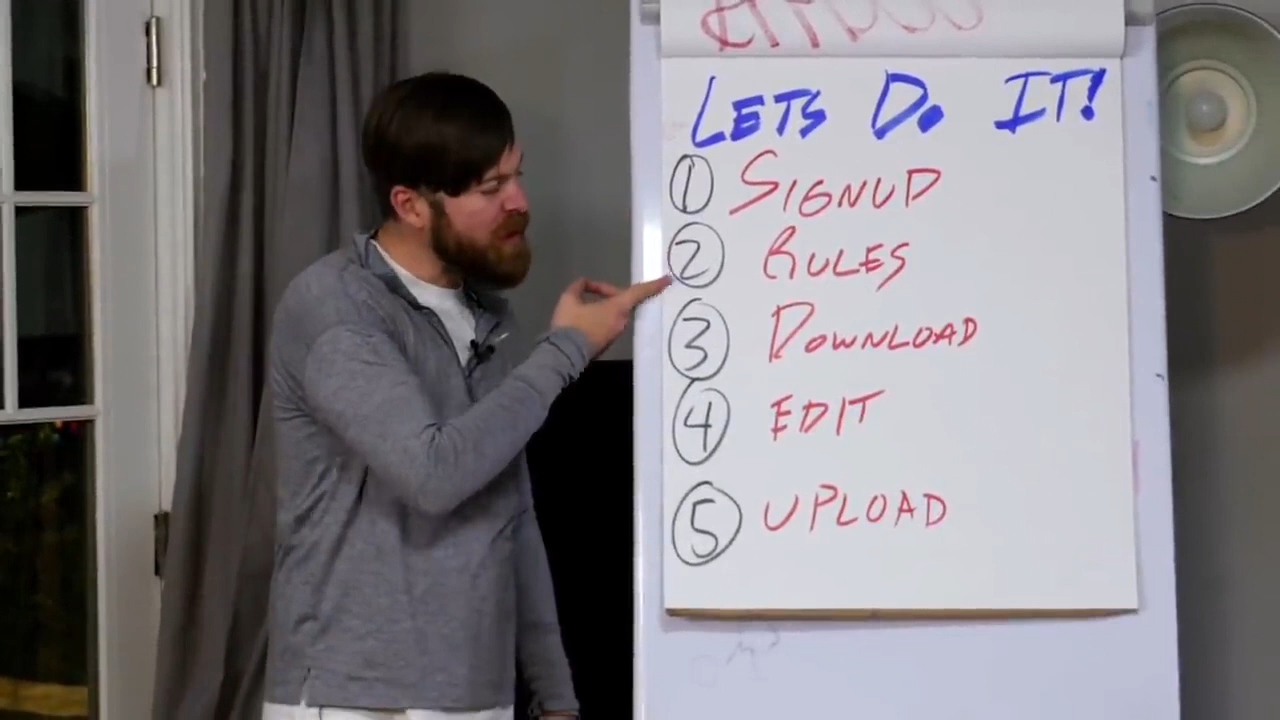 LETS DO IT!
1 SIGNUP
2 RULES
3 DOWNLOAD
4 EDIT
5 UPLOAD